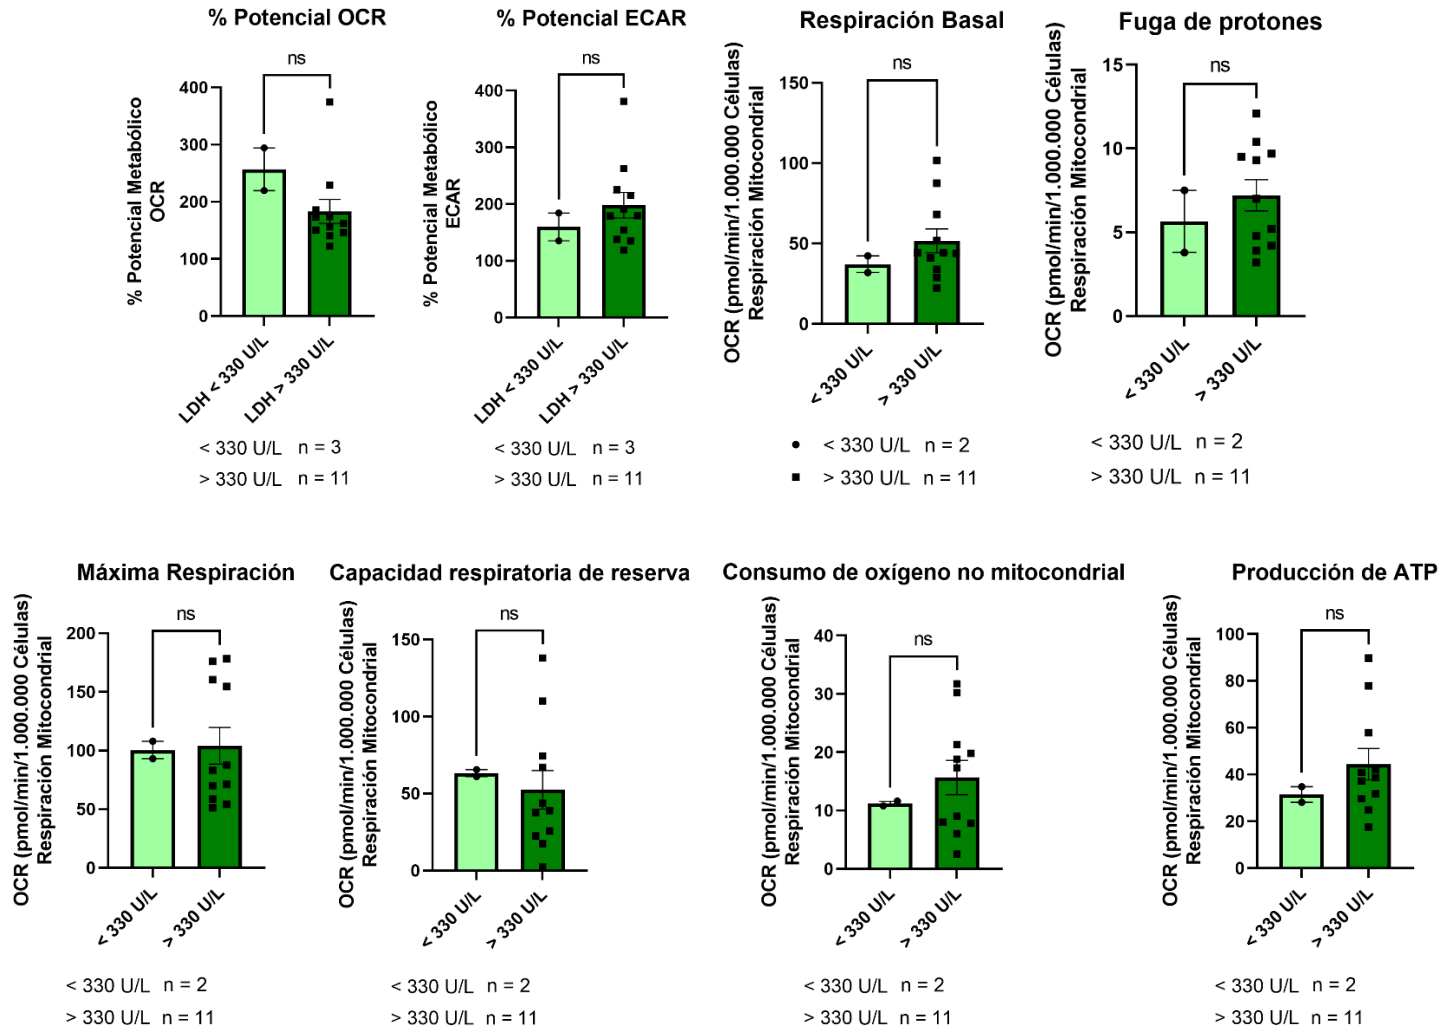 % Potencial OCR
ns
% Potencial Metabólico
OCR
400
300
200
100
0
LDH < 330 U/L
LDH > 330 U/L
< 330 U/L n = 3
> 330 U/L n = 11
% Potencial ECAR
ns
% Potencial Metabólico
ECAR
400
300
200
100
0
LDH < 330 U/L
LDH > 330 U/L
< 330 U/L n = 3
> 330 U/L n = 11
Respiración Basal
ns
OCR (pmol/min/1.000.000 Células)
Respiración Mitocondrial
150
100
50
0
< 330 U/L
> 330 U/L
< 330 U/L n = 2
> 330 U/L n = 11
Fuga de protones
ns
OCR (pmol/min/1.000.000 Células)
Respiración Mitocondrial
15
10
5
0
< 330 U/L
> 330 U/L
< 330 U/L n = 2
> 330 U/L n = 11
Máxima Respiración
ns
OCR (pmol/min/1.000.000 Células)
Respiración Mitocondrial
200
150
100
50
0
< 330 U/L
> 330 U/L
< 330 U/L n = 2
> 330 U/L n = 11
Capacidad respiratoria de reserva
ns
OCR (pmol/min/1.000.000 Células)
Respiración Mitocondrial
150
100
50
0
< 330 U/L
> 330 U/L
< 330 U/L n = 2
> 330 U/L n = 11
Consumo de oxígeno no mitocondrial
ns
OCR (pmol/min/1.000.000 Células)
Respiración Mitocondrial
40
30
20
10
0
< 330 U/L
> 330 U/L
< 330 U/L n = 2
> 330 U/L n = 11
Producción de ATP
ns
OCR (pmol/min/1.000.000 Células)
Respiración Mitocondrial
100
80
60
40
20
0
< 330 U/L
> 330 U/L
< 330 U/L n = 2
> 330 U/L n = 11